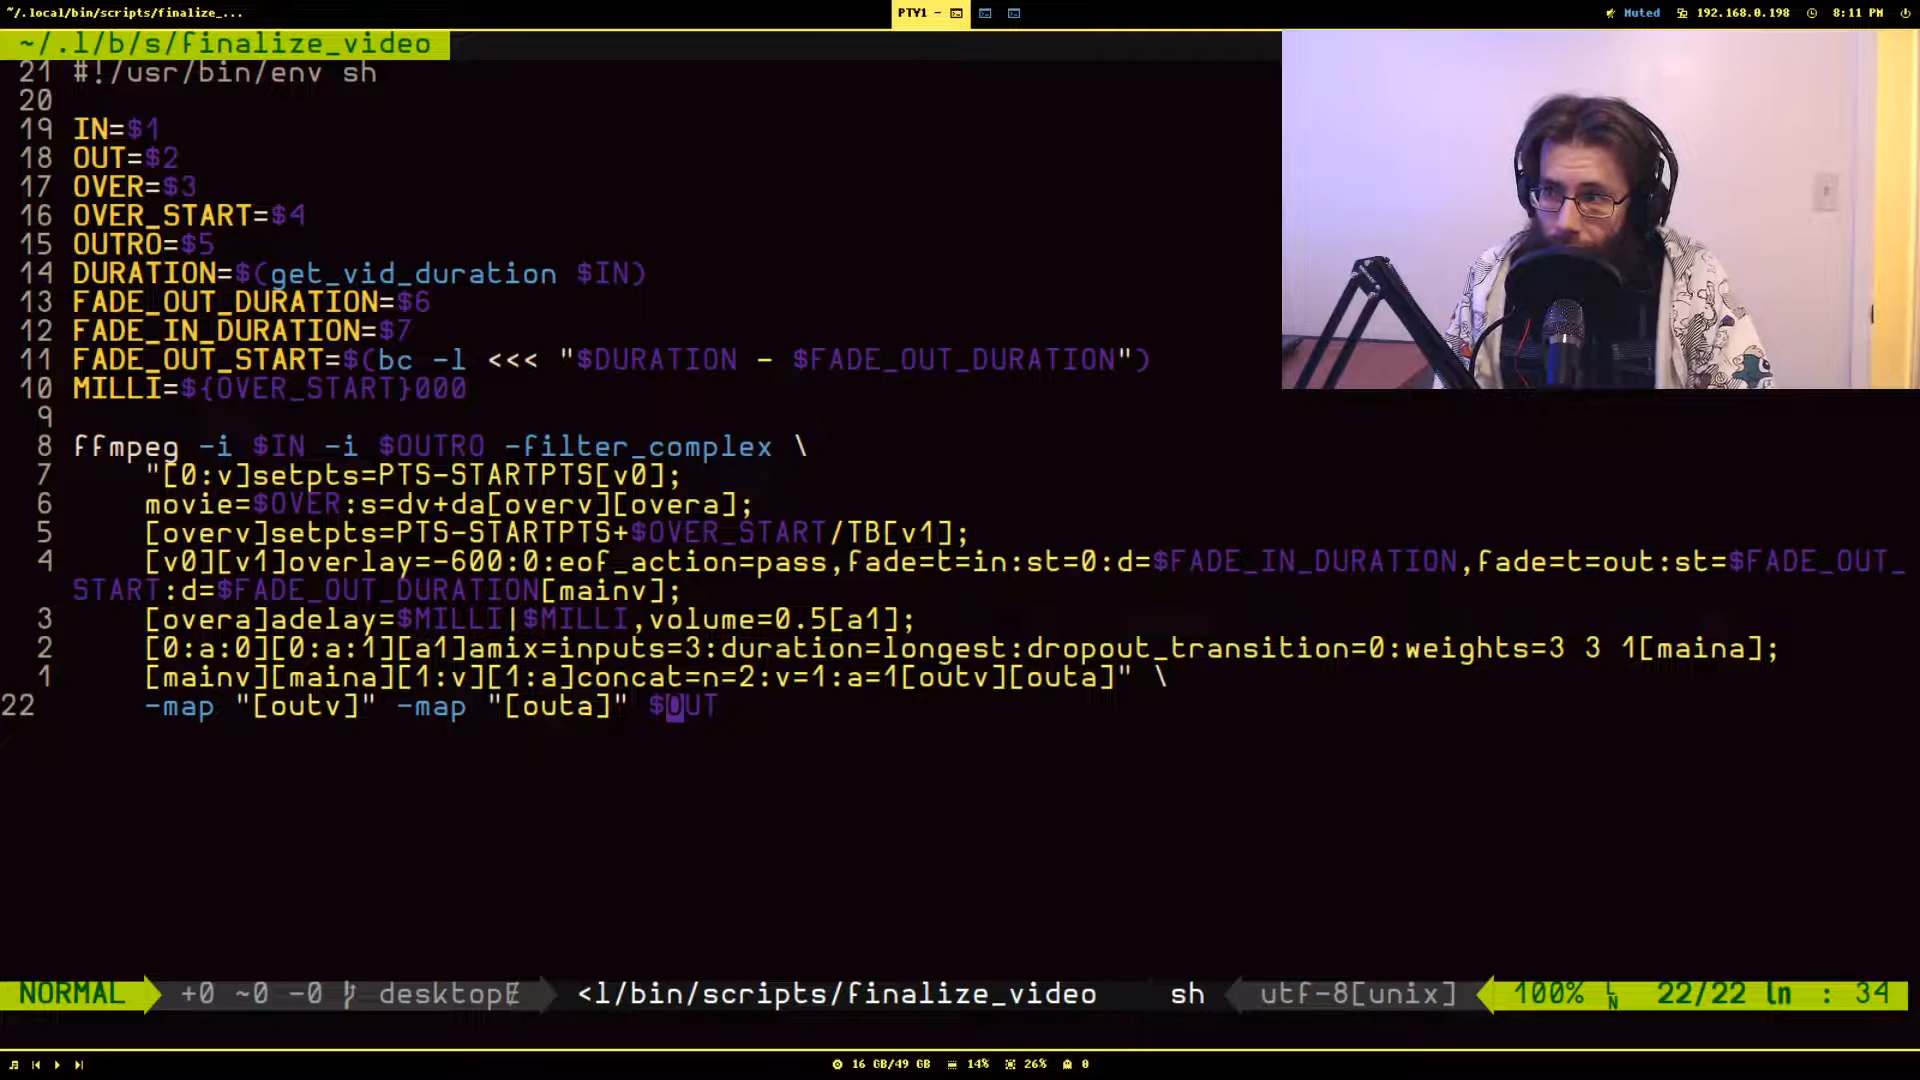 ~/.local/bin/scripts/finalize_...
PTY1 -
Muted 192.168.0.198 8:11 PM
~/.l/b/s/finalize_video
21 #!/usr/bin/env sh
20
19 IN=$1
18 OUT=$2
17 OVER=$3
16 OVER_START=$4
15 OUTRO=$5
14 DURATION=$(get_vid_duration $IN)
13 FADE_OUT_DURATION=$6
12 FADE_IN_DURATION=$7
11 FADE_OUT_START=$(bc -l <<< "$DURATION - $FADE_OUT_DURATION")
10 MILLI=${OVER_START}000
9
8 ffmpeg -i $IN -i $OUTRO -filter_complex \
7 "[0:v]setpts=PTS-STARTPTS[v0];
6 movie=$OVER:s=dv+da[overv][overa];
5 [overv]setpts=PTS-STARTPTS+$OVER_START/TB[v1];
4 [v0][v1]overlay=-600:0:eof_action=pass,fade=t=in:st=0:d=$FADE_IN_DURATION,fade=t=out:st=$FADE_OUT_
START:d=$FADE_OUT_DURATION[mainv];
3 [overa]adelay=$MILLI|$MILLI,volume=0.5[a1];
2 [0:a:0][0:a:1][a1]amix=inputs=3:duration=longest:dropout_transition=0:weights=3 3 1[maina];
1 [mainv][maina][1:v][1:a]concat=n=2:v=1:a=1[outv][outa]" \
22 -map "[outv]" -map "[outa]" $OUT
NORMAL +0 ~0 -0 desktop <l/bin/scripts/finalize_video sh utf-8[unix] 100% 22/22 ln : 34
16 GB/49 GB 14% 26% 0